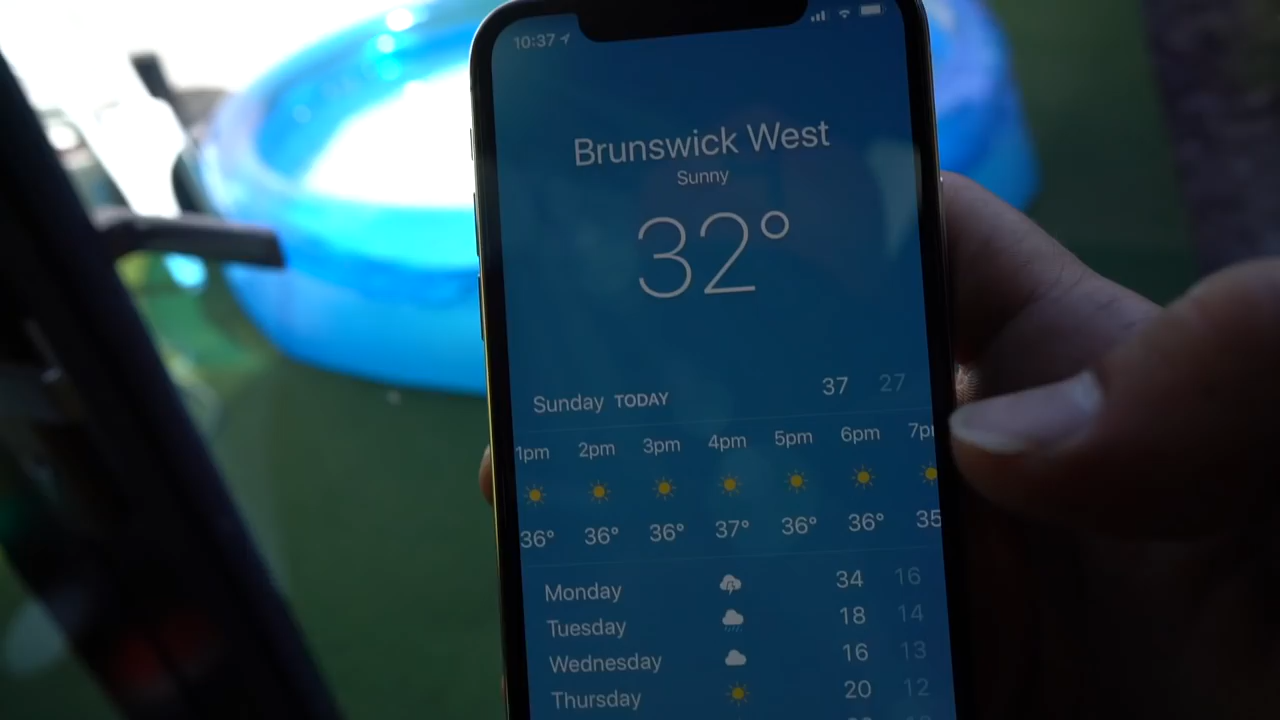 10:37
Brunswick West
Sunny
32°
Sunday TODAY 37 27
1pm 2pm 3pm 4pm 5pm 6pm
36° 36° 36° 37° 36° 36° 35
Monday 34 16
Tuesday 18 14
Wednesday 16 13
Thursday 20 12